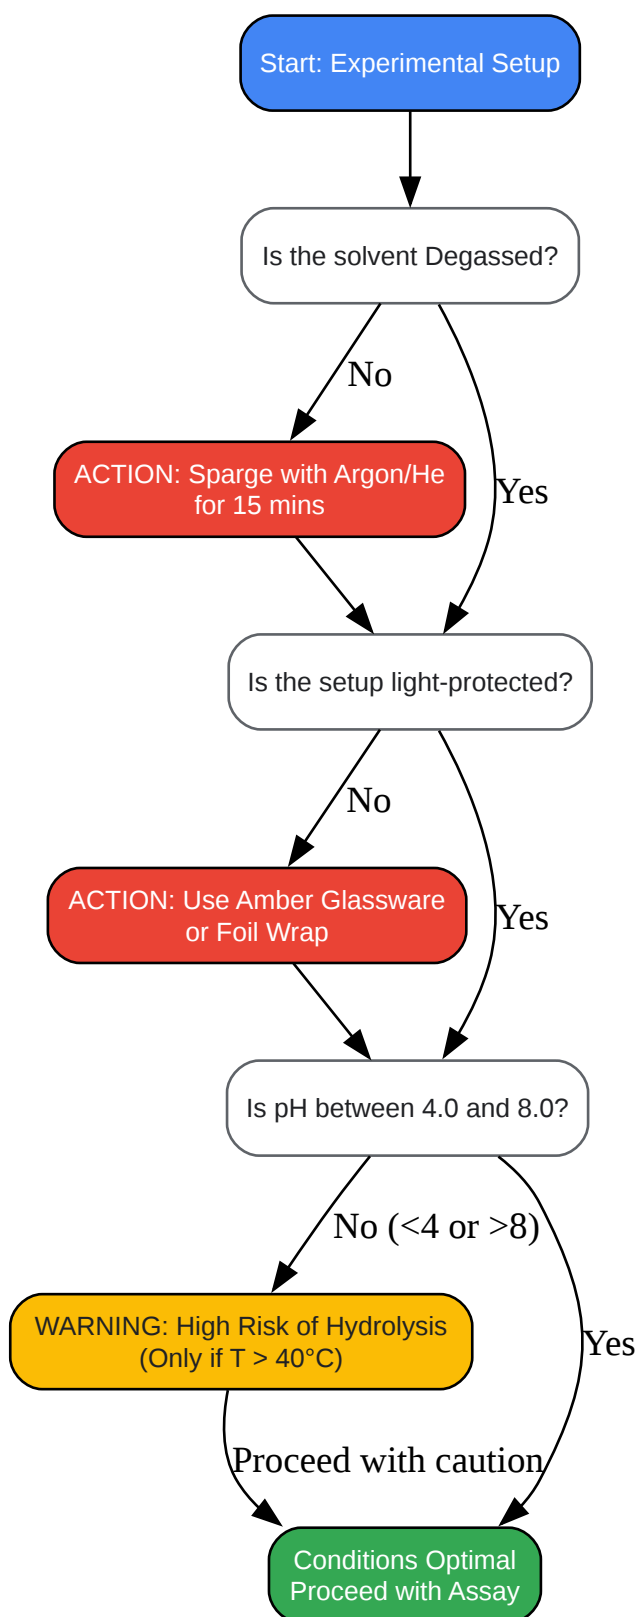 Start: Experimental Setup
Is the solvent Degassed?
No
ACTION: Sparge with Argon/He
for 15 mins
Yes
Is the setup light-protected?
No
ACTION: Use Amber Glassware
or Foil Wrap
Yes
Is pH between 4.0 and 8.0?
No (<4 or >8)
WARNING: High Risk of Hydrolysis
(Only if T > 40°C)
Yes
Proceed with caution
Conditions Optimal
Proceed with Assay